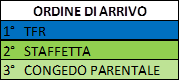 ORDINE DI ARRIVO
1° TFR
2° STAFFETTA
3° CONGEDO PARENTALE